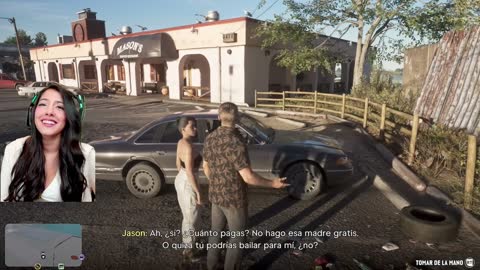 MASON'S
Jason: Ah, ¿sí? ¿Cuánto pagas? No hago esa madre gratis.
O quizá tú podrías bailar para mí, ¿no?
TOMAR DE LA MANO